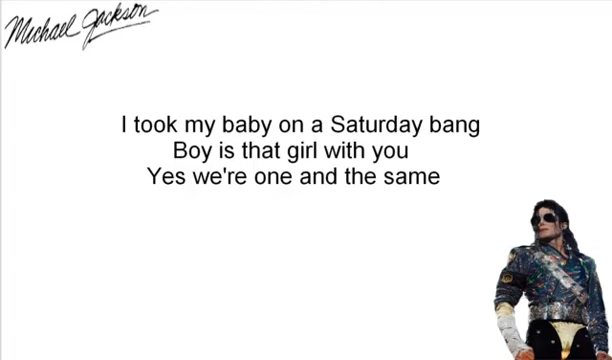 Michael Jackson
I took my baby on a Saturday bang
Boy is that girl with you
Yes we're one and the same